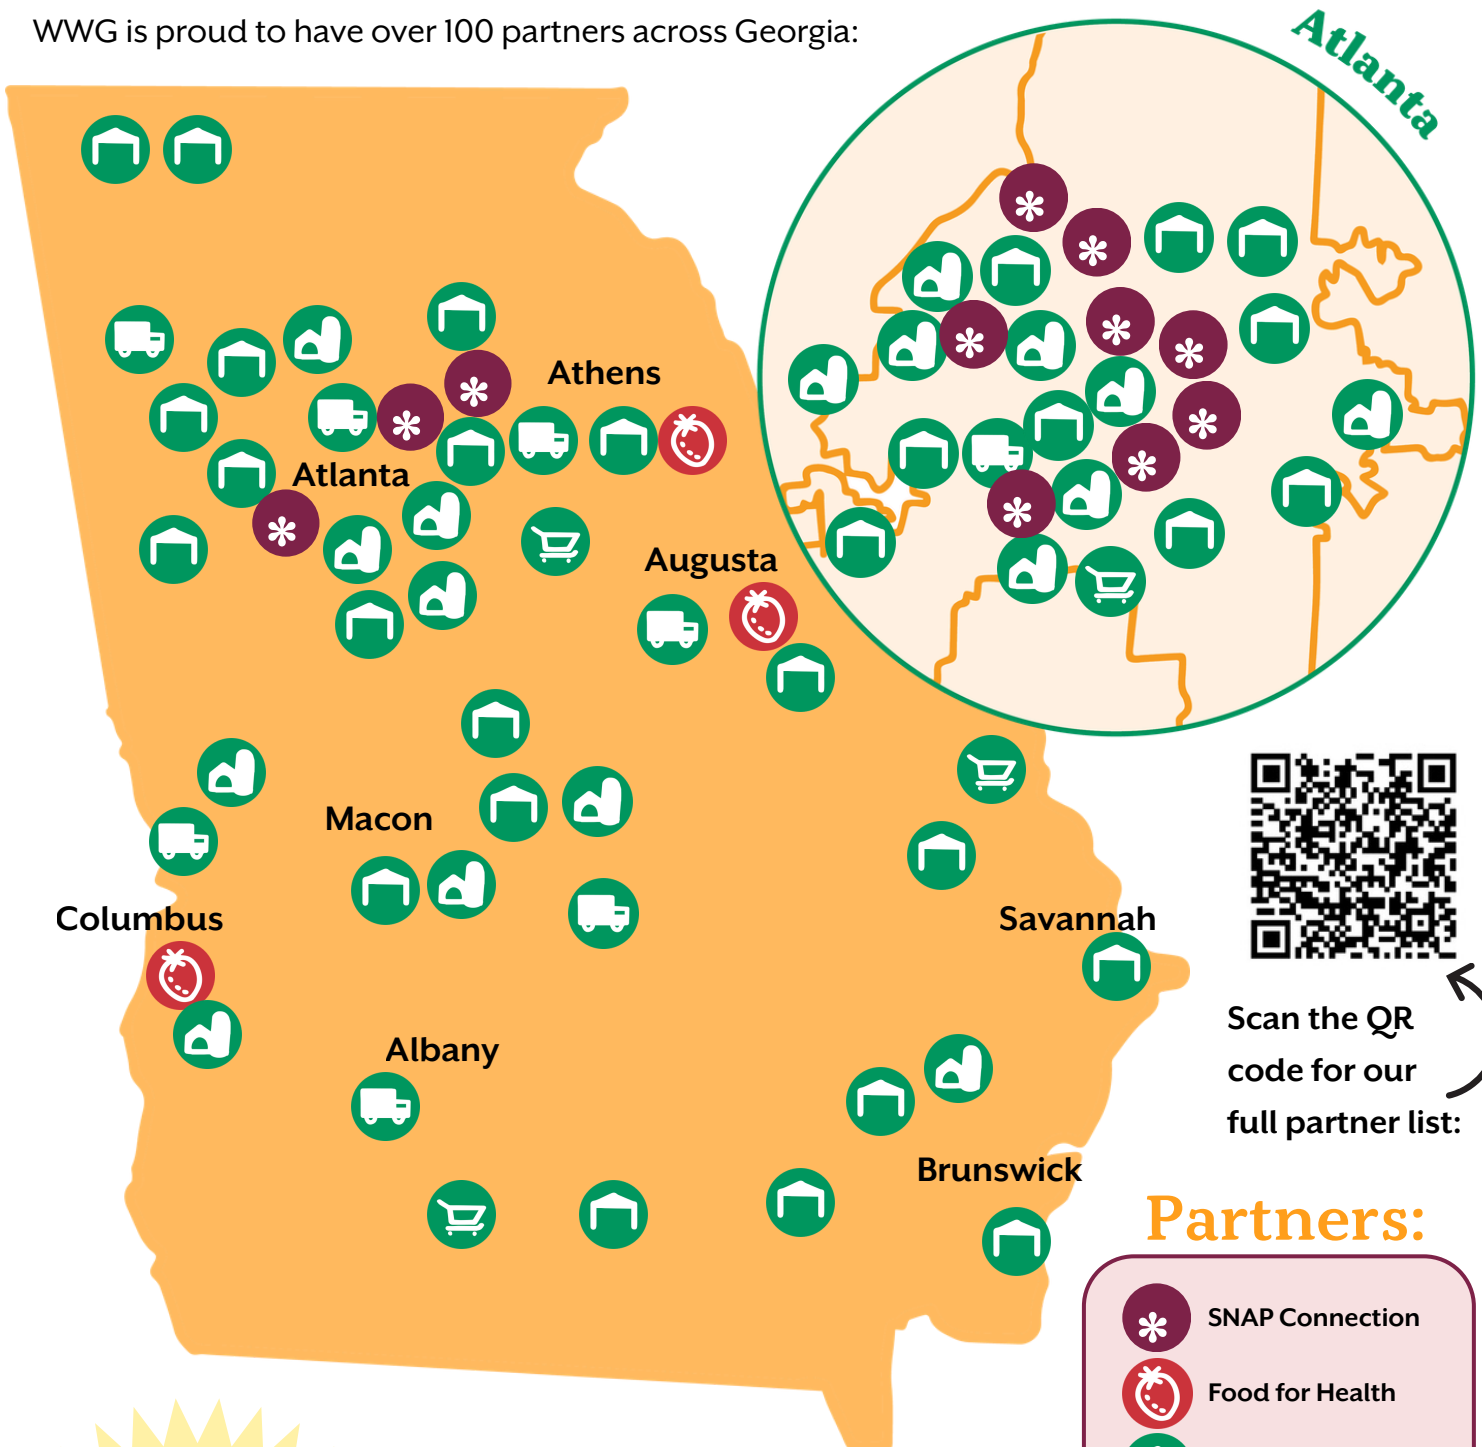 WWG is proud to have over 100 partners across Georgia:
Atlanta
Athens
Atlanta
Augusta
Macon
Columbus
Savannah
Scan the QR
code for our
full partner list:
Albany
Brunswick
Partners:
SNAP Connection
Food for Health